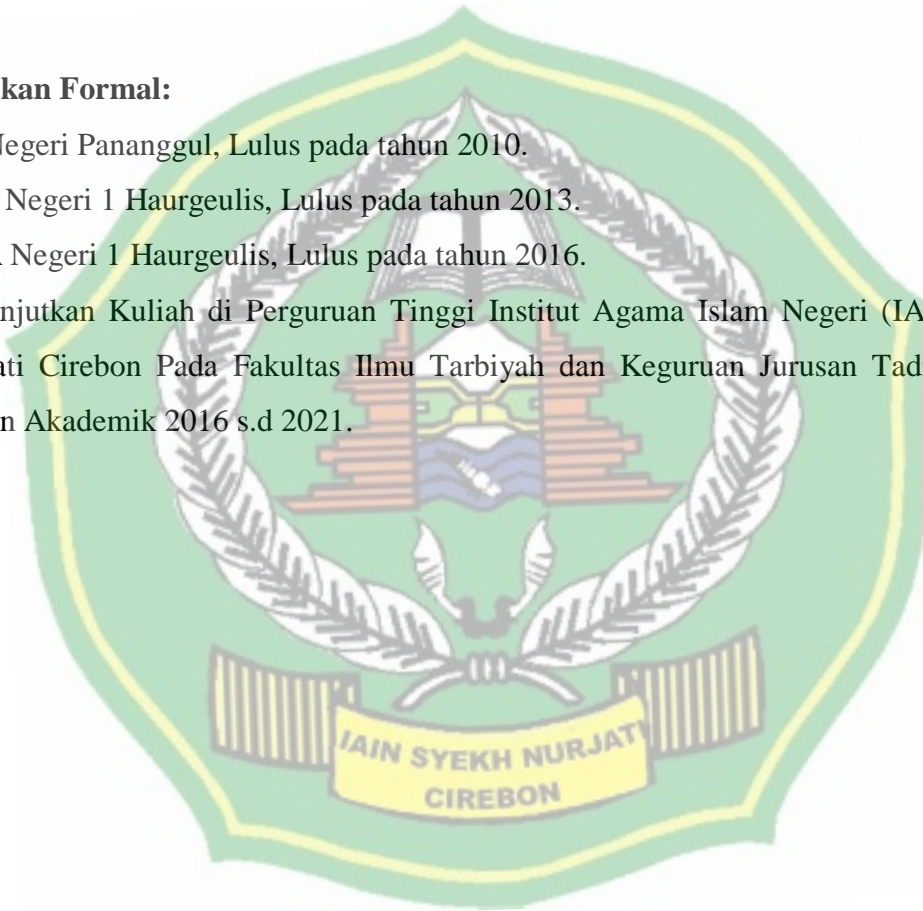 kan Formal:
Negeri Pananggul, Lulus pada tahun 2010.
Negeri 1 Haurgeulis, Lulus pada tahun 2013.
A Negeri 1 Haurgeulis, Lulus pada tahun 2016.
njutkan Kuliah di Perguruan Tinggi Institut Agama Islam Negeri (IA
ati Cirebon Pada Fakultas Ilmu Tarbiyah dan Keguruan Jurusan Tad
n Akademik 2016 s.d 2021.
IAIN SYEKH NURJATI
CIREBON